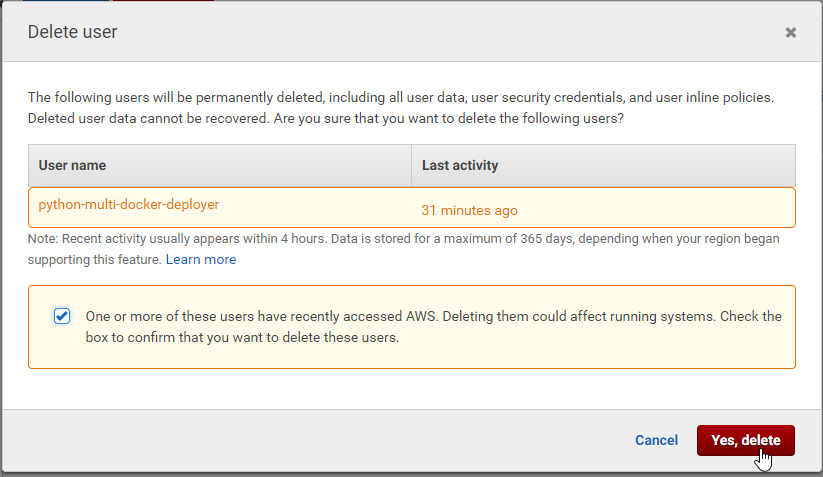 Delete user
The following users will be permanently deleted, including all user data, user security credentials, and user inline policies.
Deleted user data cannot be recovered. Are you sure that you want to delete the following users?
User name Last activity
python-multi-docker-deployer 31 minutes ago
Note: Recent activity usually appears within 4 hours. Data is stored for a maximum of 365 days, depending when your region began
supporting this feature. Learn more
One or more of these users have recently accessed AWS. Deleting them could affect running systems. Check the
box to confirm that you want to delete these users.
Cancel Yes, delete